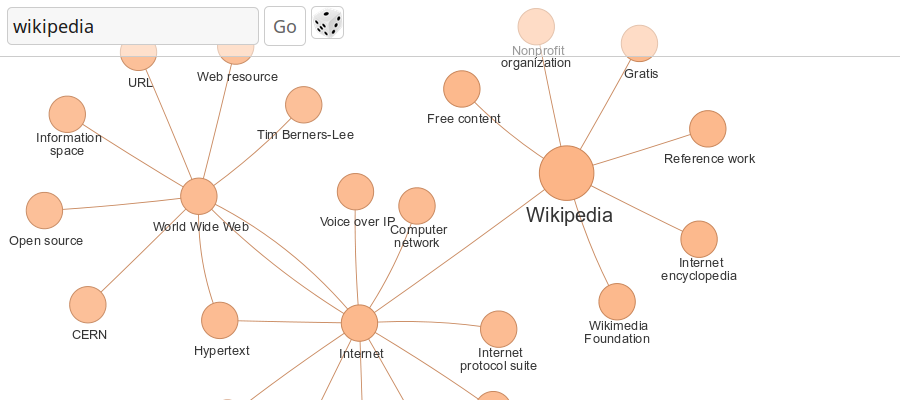 wikipedia
Go
Nonprofit
organization
URL
Web resource
Gratis
Free content
Information
space
Tim Berners-Lee
Reference work
Wikipedia
Voice over IP
World Wide Web
Computer
network
Open source
Internet
encyclopedia
CERN
Hypertext
Internet
Wikimedia
Foundation
Internet
protocol suite